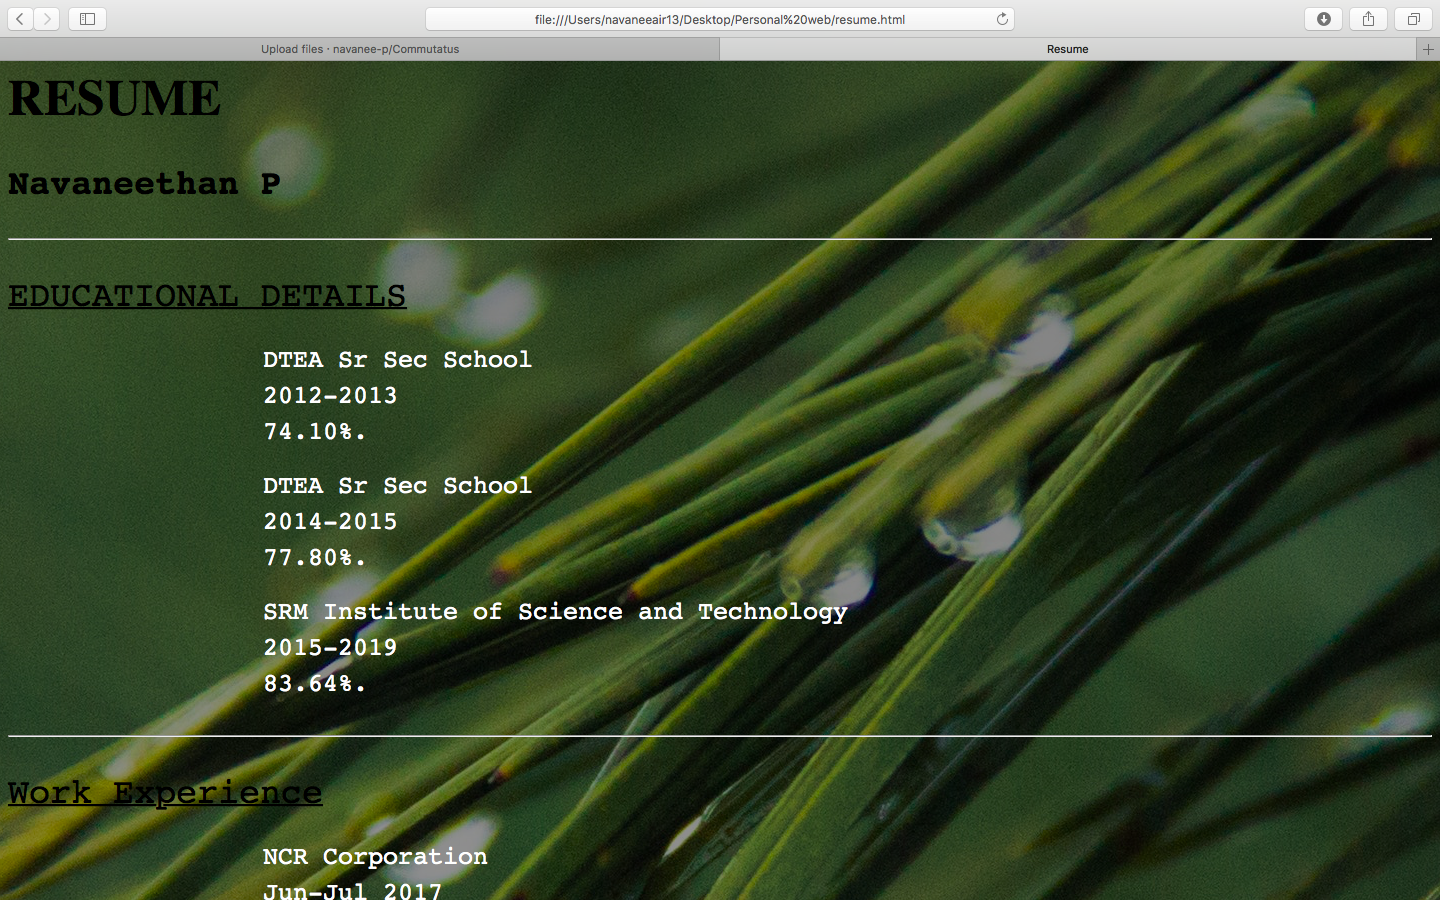 file:///Users/navaneeair13/Desktop/Personal%20web/resume.html
Upload files · navanee-p/Commutatus
Resume
RESUME
Navaneethan P
EDUCATIONAL DETAILS
DTEA Sr Sec School
2012-2013
74.10%.
DTEA Sr Sec School
2014-2015
77.80%.
SRM Institute of Science and Technology
2015-2019
83.64%.
Work Experience
NCR Corporation
Jun-Jul 2017